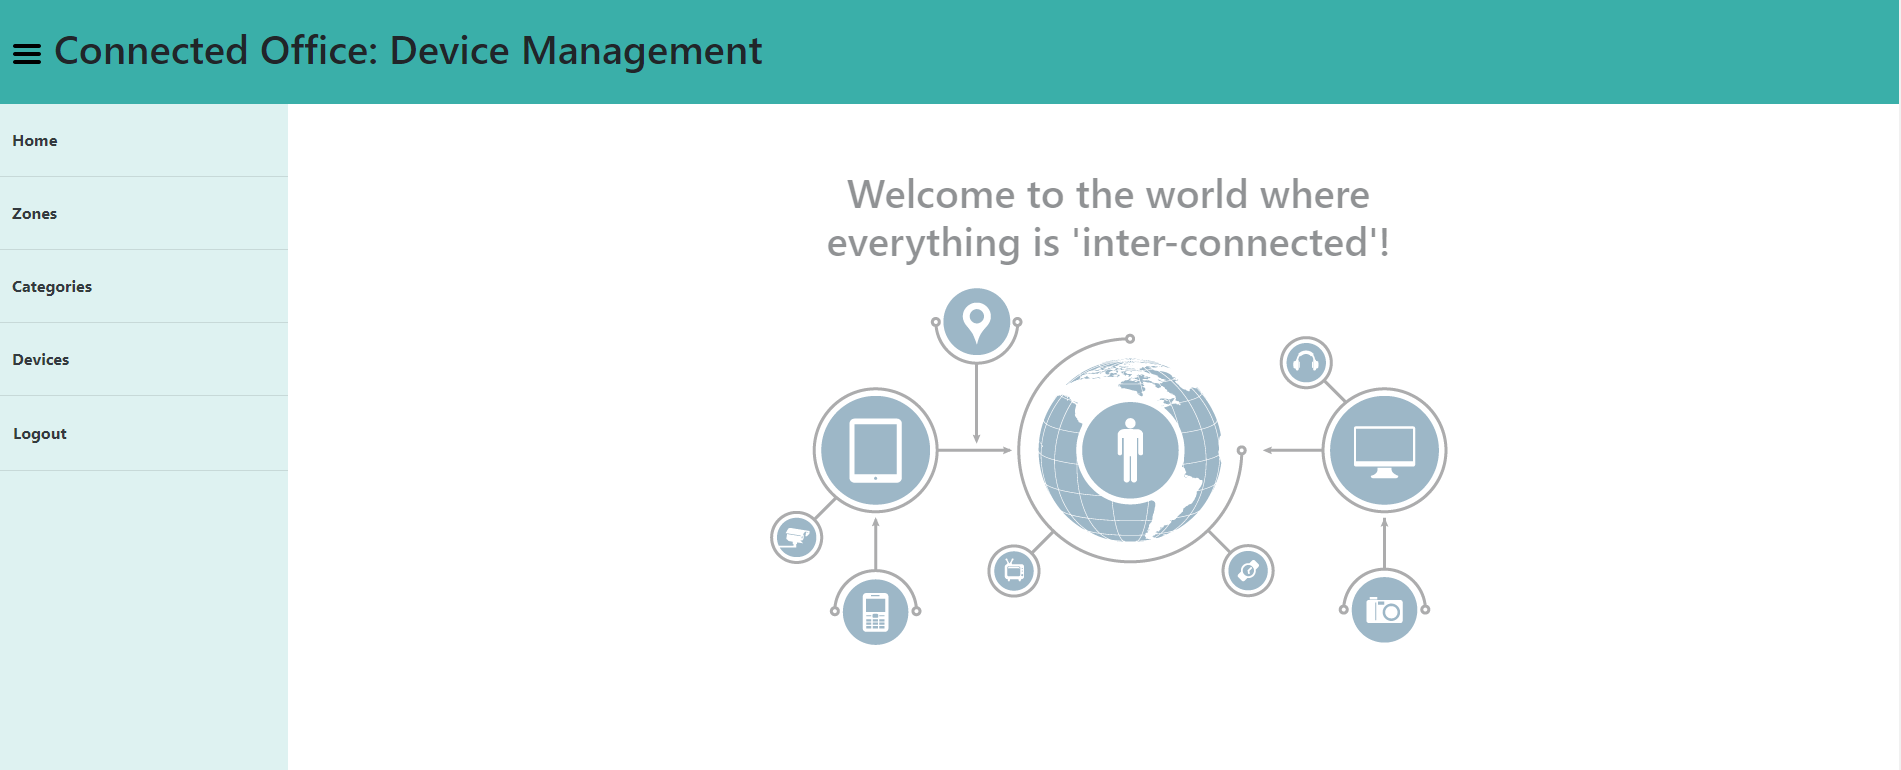 Connected Office: Device Management
Home
Zones
Categories
Devices
Logout
Welcome to the world where
everything is 'inter-connected'!